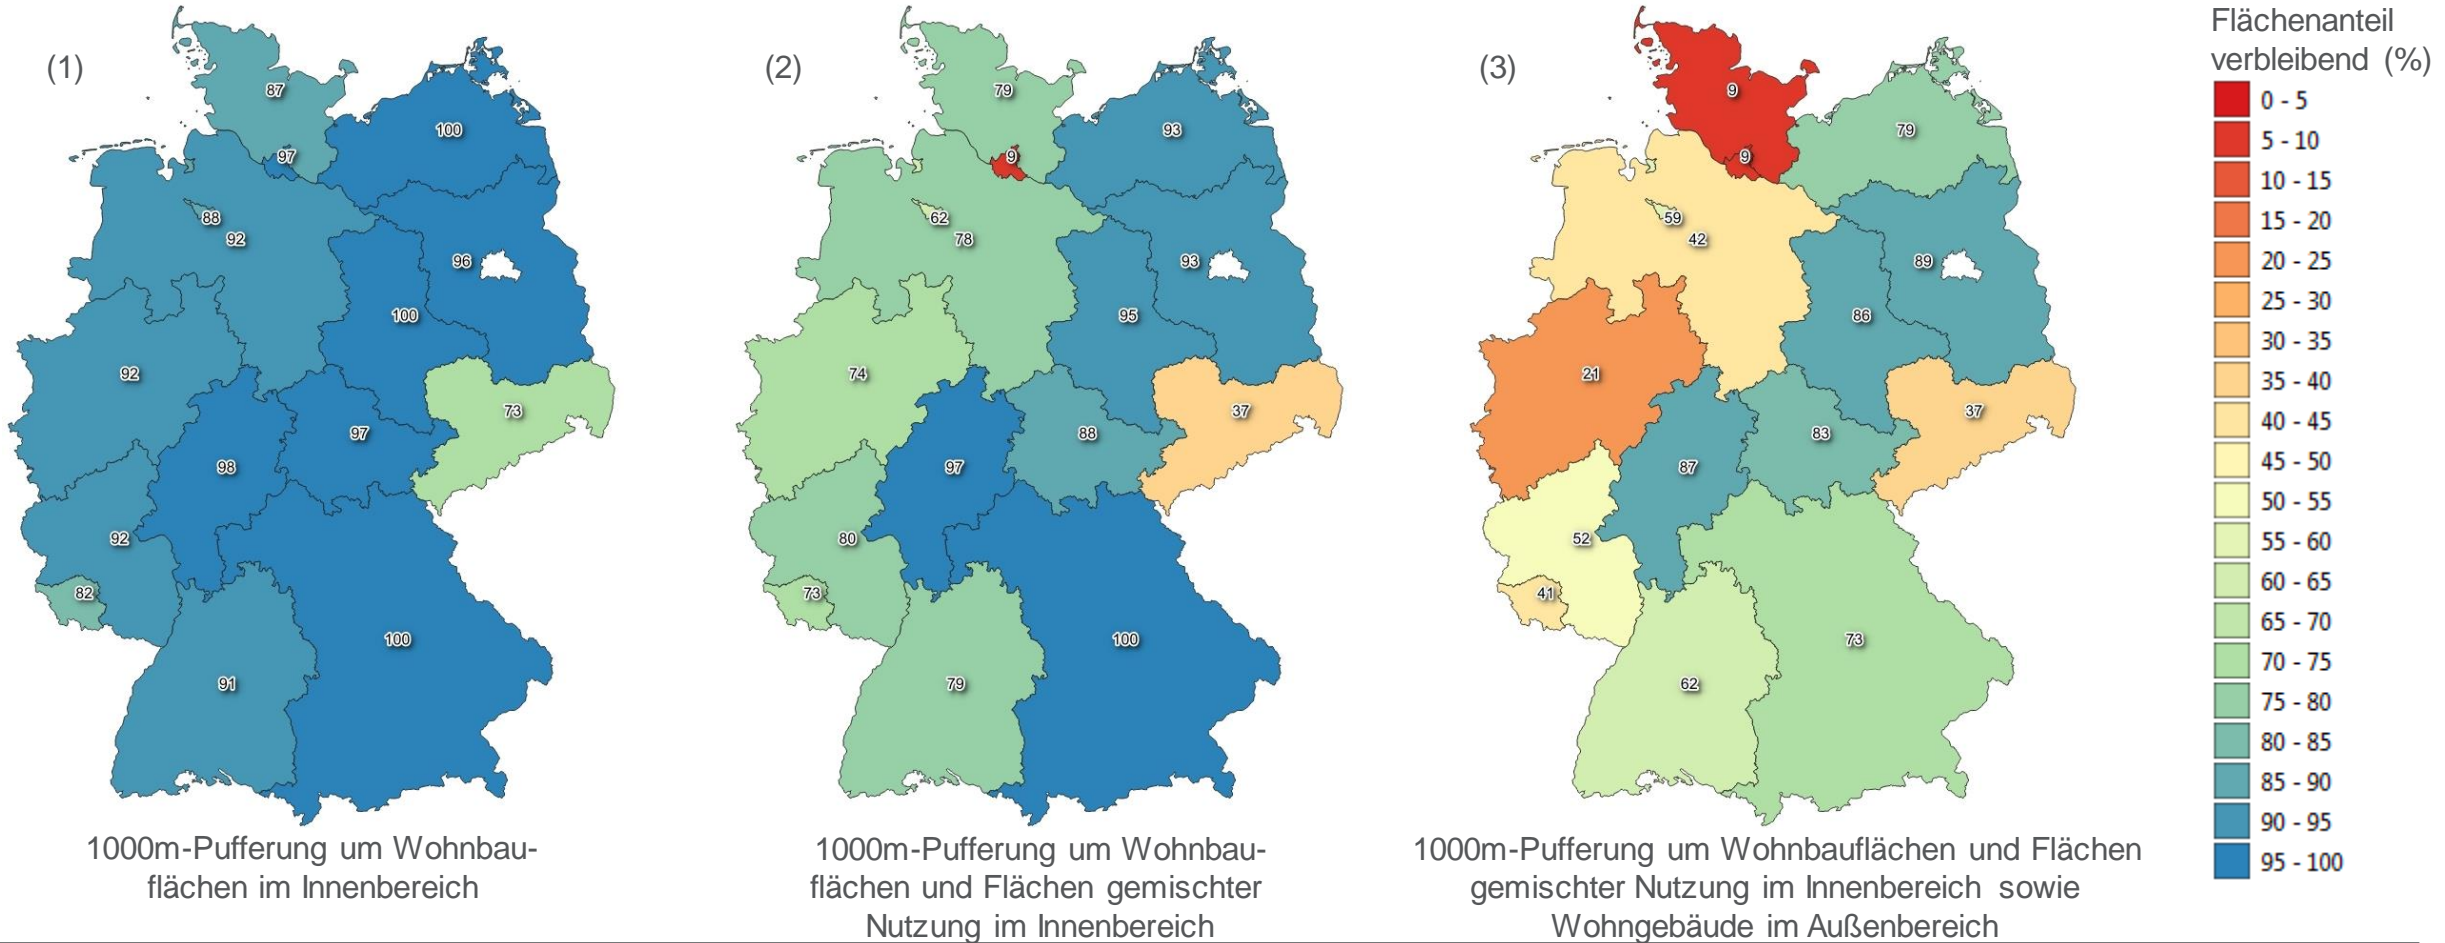 (1)
87
100
97
88
92
96
100
92
73
97
98
92
82
100
91
1000m-Pufferung um Wohnbau-
flächen im Innenbereich
(2)
79
93
9
62
78
93
95
74
37
88
97
80
73
100
79
1000m-Pufferung um Wohnbau-
flächen und Flächen gemischter
Nutzung im Innenbereich
(3)
9
79
9
59
42
89
86
21
37
83
87
52
41
73
62
1000m-Pufferung um Wohnbauflächen und Flächen
gemischter Nutzung im Innenbereich sowie
Wohngebäude im Außenbereich
Flächenanteil
verbleibend (%)
0 - 5
5 - 10
10 - 15
15 - 20
20 - 25
25 - 30
30 - 35
35 - 40
40 - 45
45 - 50
50 - 55
55 - 60
60 - 65
65 - 70
70 - 75
75 - 80
80 - 85
85 - 90
90 - 95
95 - 100